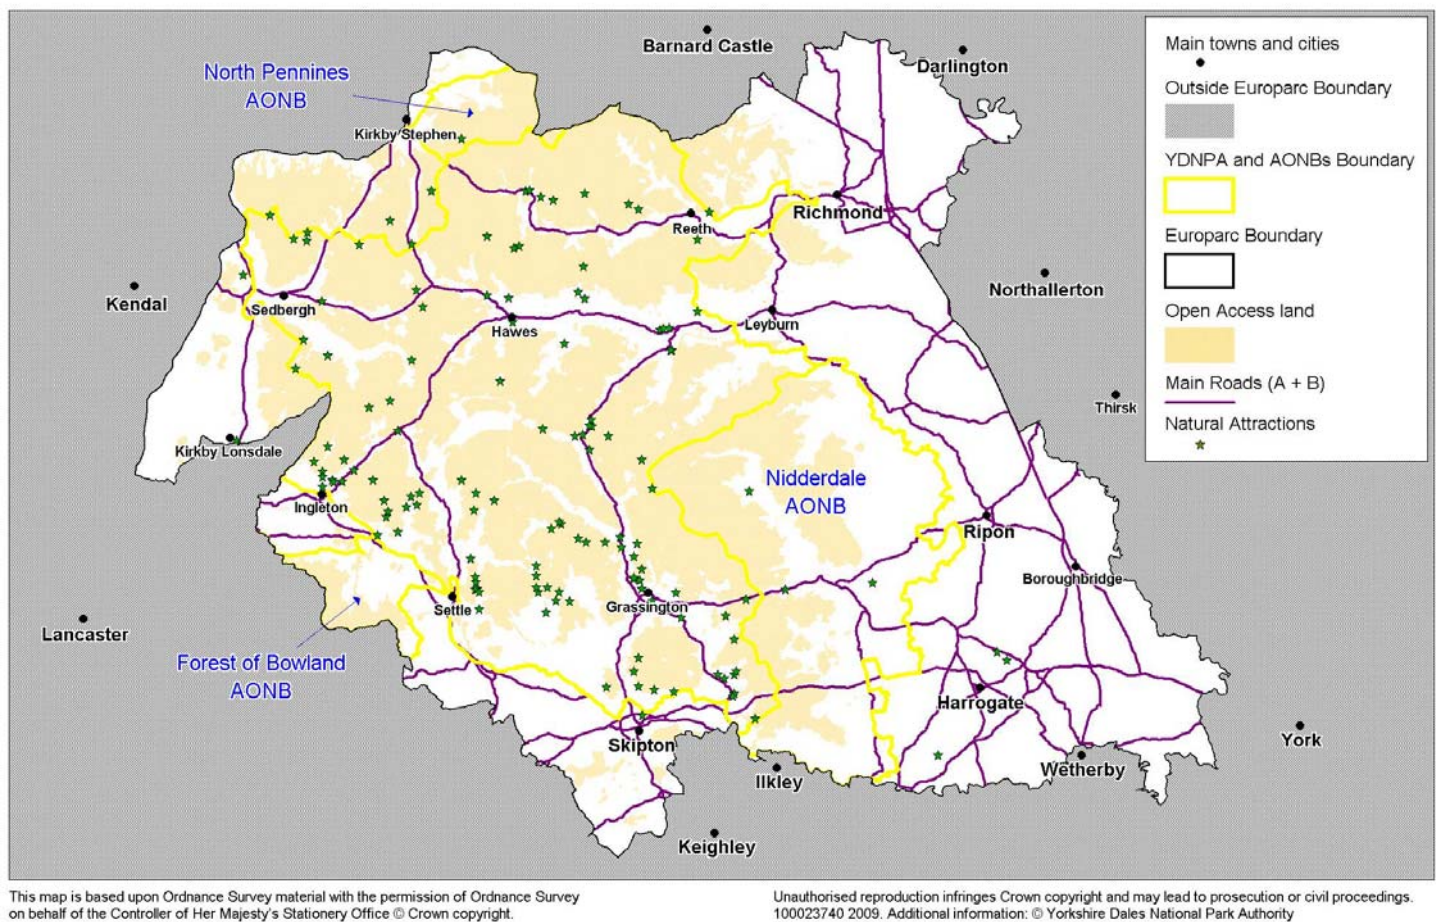 Barnard Castle
Darlington
North Pennines
AONB
Kirkby Stephen
Richmond
Reeth
Kendal
Sedbergh
Hawes
Leyburn
Northallerton
Thirsk
Kirkby Lonsdale
Nidderdale
AONB
Ingleton
Ripon
Boroughbridge
Settle
Grassington
Lancaster
Forest of Bowland
AONB
Harrogate
Skipton
York
Wetherby
Ilkley
Keighley
Main towns and cities
Outside Europarc Boundary
YDNPA and AONBs Boundary
Europarc Boundary
Open Access land
Main Roads (A + B)
Natural Attractions
This map is based upon Ordnance Survey material with the permission of Ordnance Survey
on behalf of the Controller of Her Majesty's Stationery Office © Crown copyright.
Unauthorised reproduction infringes Crown copyright and may lead to prosecution or civil proceedings.
100023740 2009. Additional information: © Yorkshire Dales National Park Authority